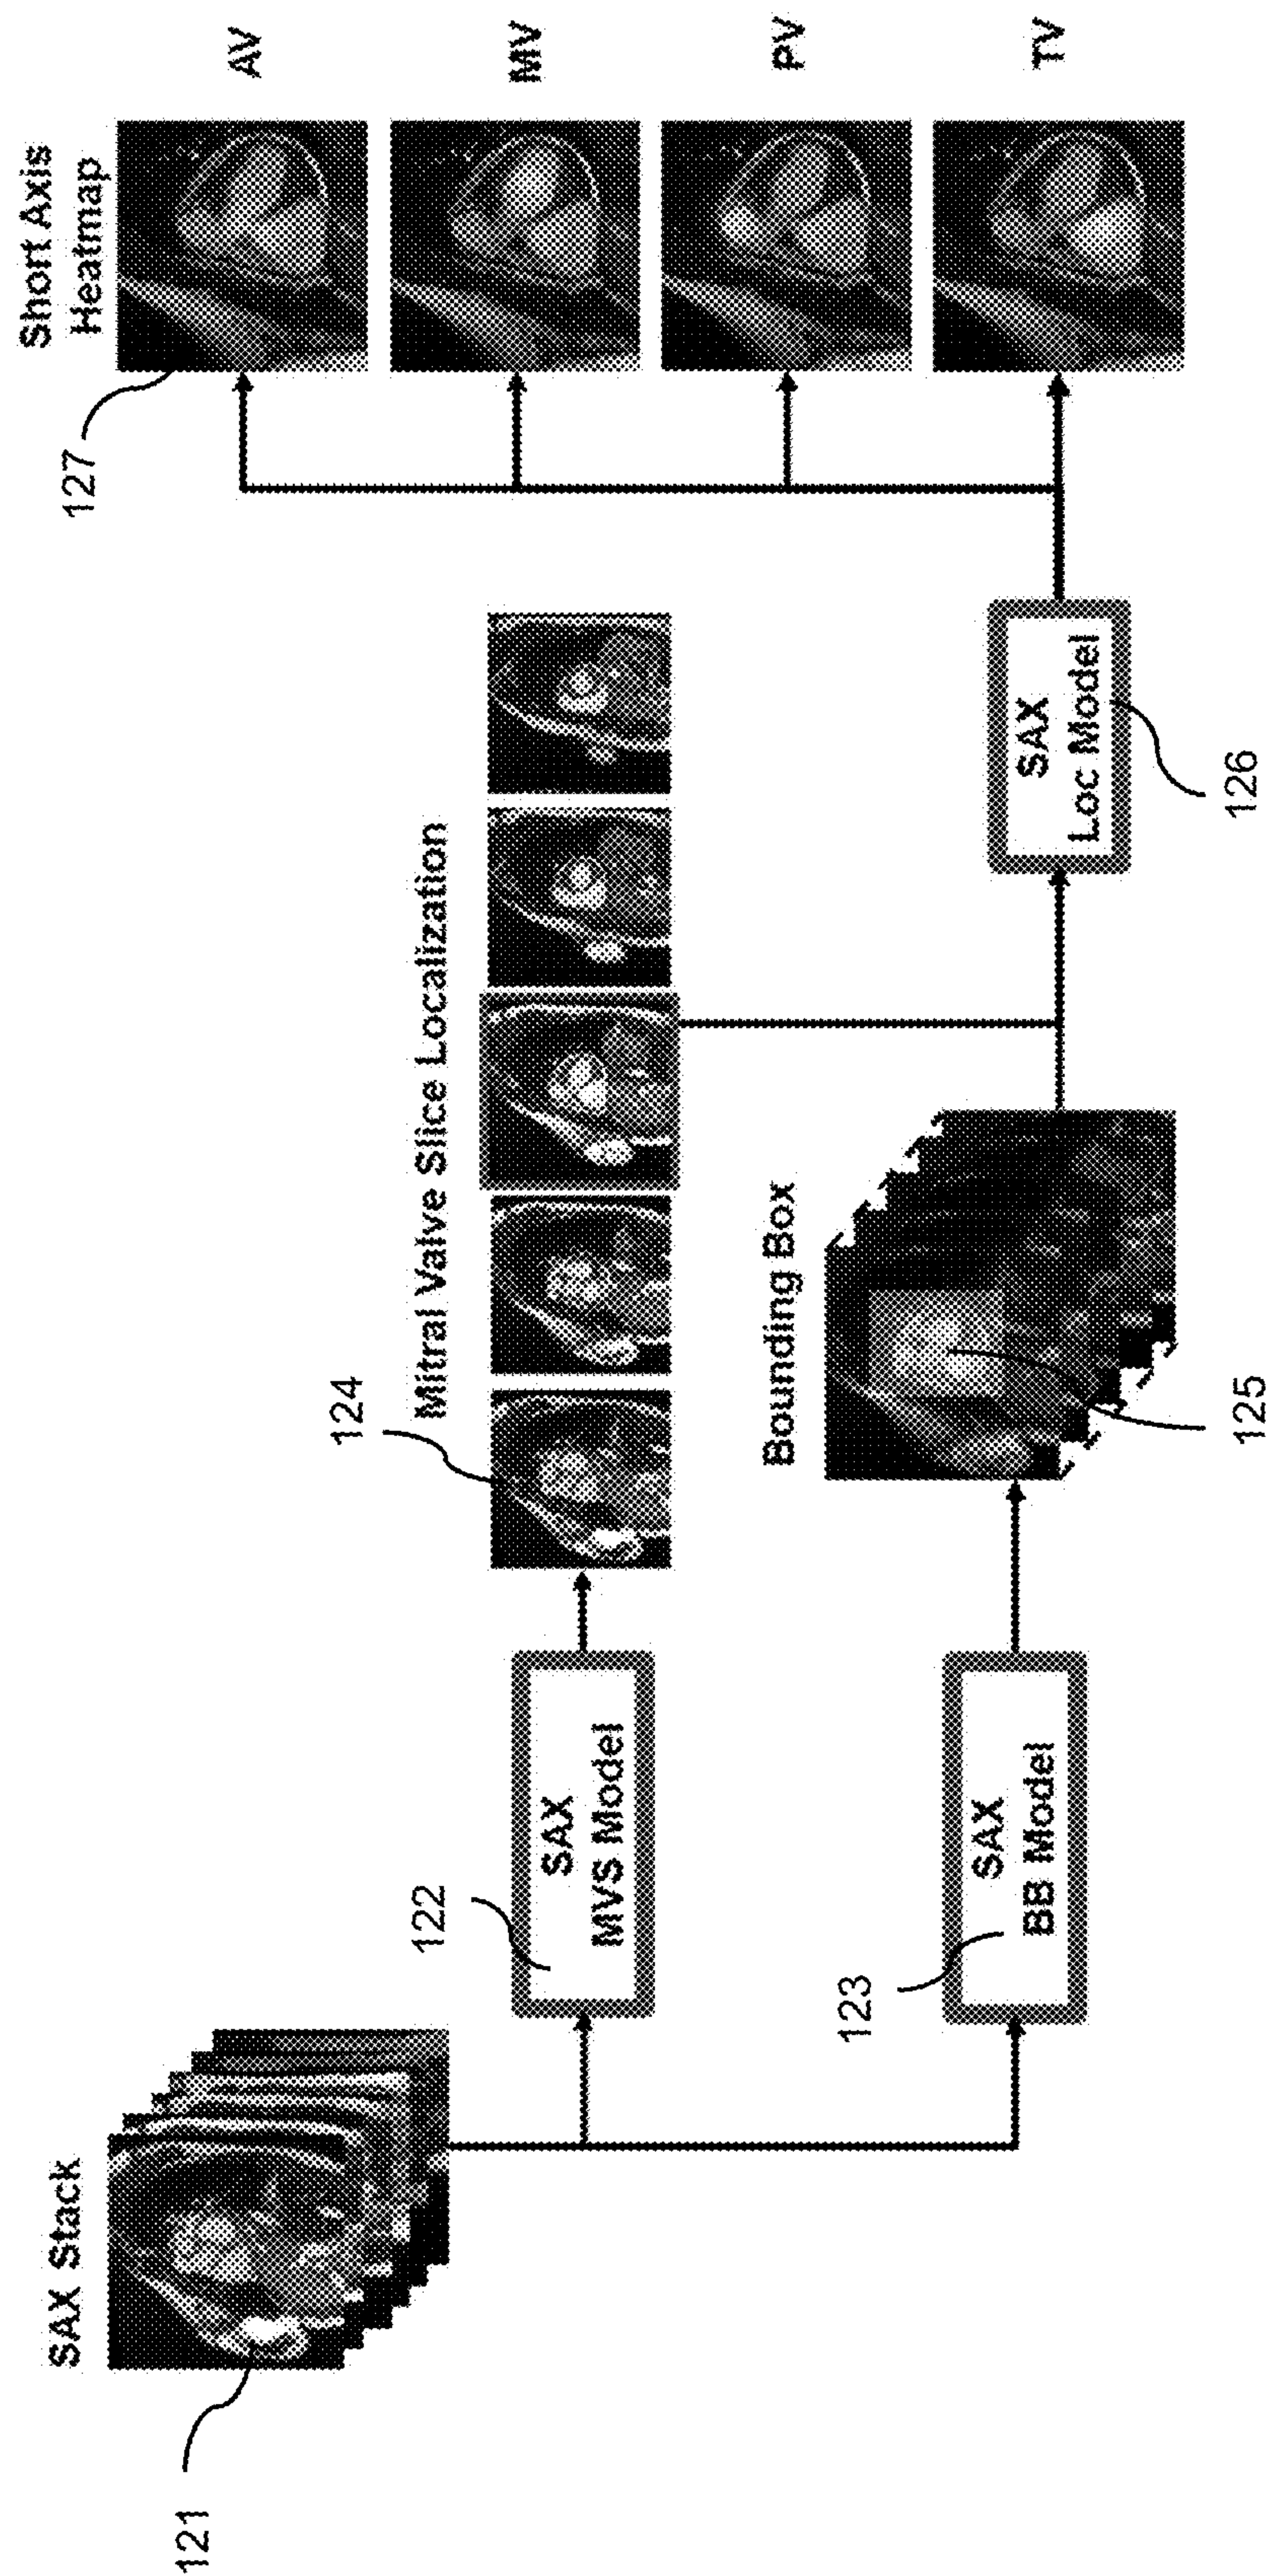 SAX Stack
121
122
SAX
MVS Model
123
SAX
BB Model
124
Mitral Valve Slice Localization
Bounding Box
125
SAX
Loc Model
126
127
Short Axis
Heatmap
AV
MV
PV
TV